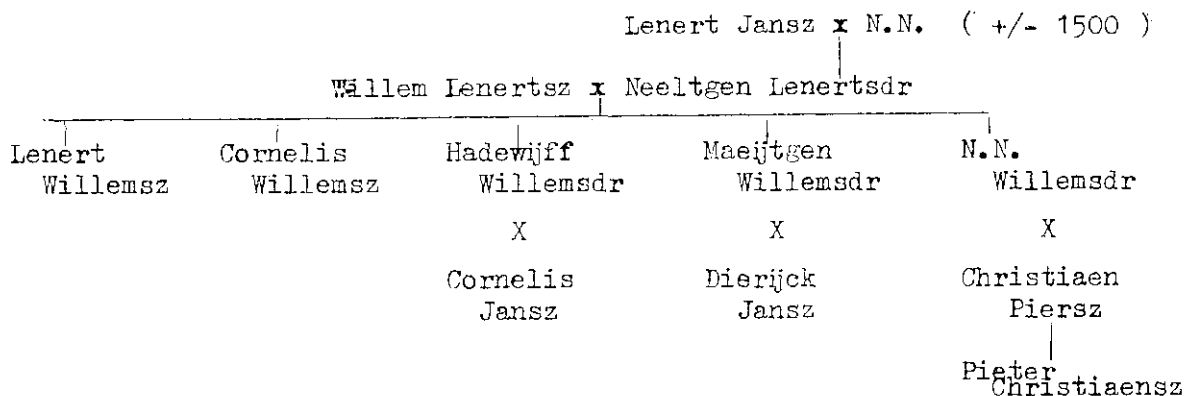 Lenert Jansz x N.N. ( +/- 1500 )
Willem Lenertsz x Neeltgen Lenertsdr
Lenert Cornelis Hadewijff Maeijtgen N.N.
Willemsz Willemsz Willemsdr Willemsdr Willemsdr
X X X
Cornelis Dierijck Christiaen
Jansz Jansz Piersz
Pieter
Christiaensz